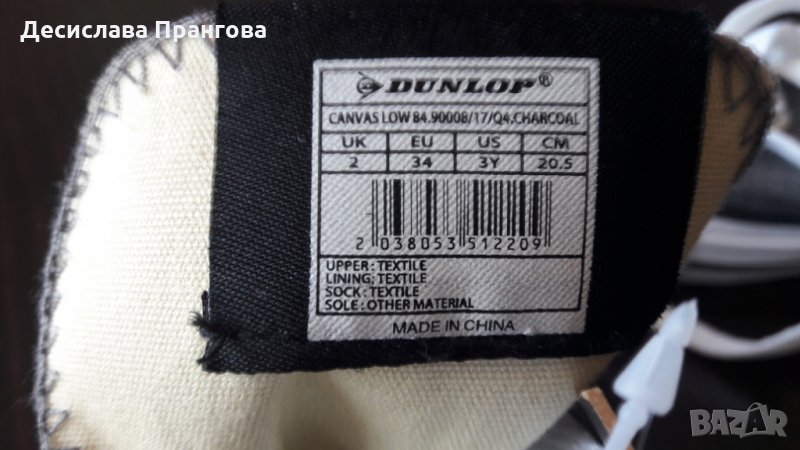 Десислава Прангова
DUNLOP®
CANVAS LOW 84.90008/17/Q4.CHARCOAL
UK EU US CM
2 34 3Y 20.5
2 038053 512209
UPPER : TEXTILE
LINING : TEXTILE
SOCK : TEXTILE
SOLE : OTHER MATERIAL
MADE IN CHINA
BAZAR